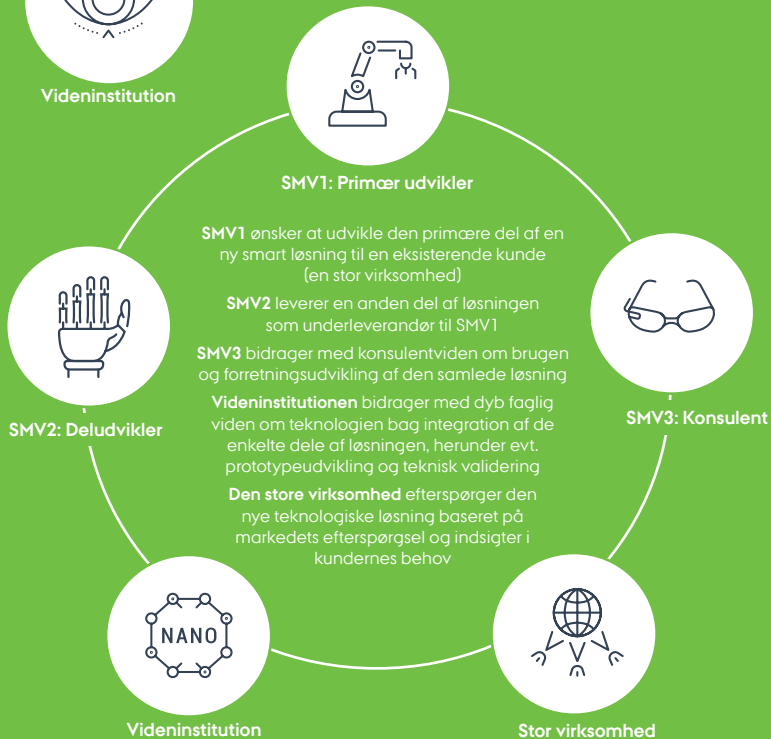 Videninstitution
SMV1: Primær udvikler
SMV1 ønsker at udvikle den primære del af en
ny smart løsning til en eksisterende kunde
(en stor virksomhed)
SMV2 leverer en anden del af løsningen
som underleverandør til SMV1
SMV3 bidrager med konsulentviden om brugen
og forretningsudvikling af den samlede løsning
Videninstitutionen bidrager med dyb faglig
viden om teknologien bag integration af de
enkelte dele af løsningen, herunder evt.
prototypeudvikling og teknisk validering
Den store virksomhed efterspørger den
nye teknologiske løsning baseret på
markedets efterspørgsel og indsigter i
kundernes behov
SMV2: Deludvikler
SMV3: Konsulent
NANO
Videninstitution
Stor virksomhed